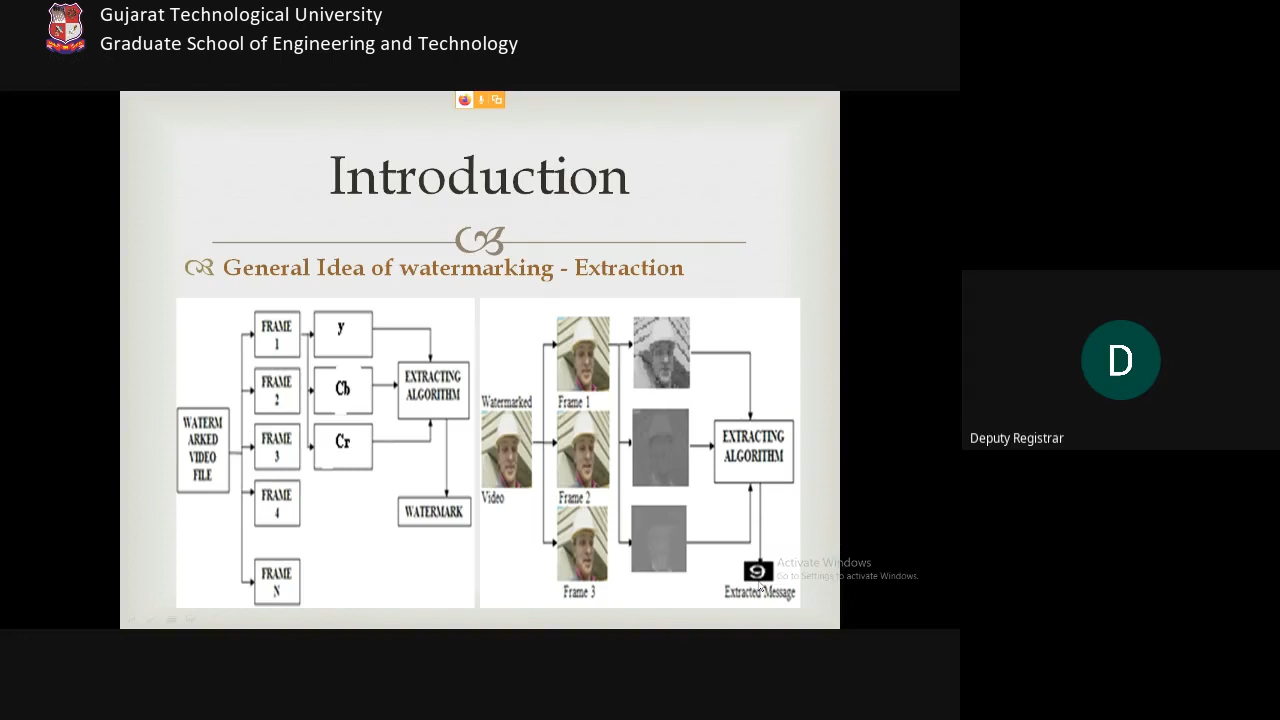 Gujarat Technological University
Graduate School of Engineering and Technology
Introduction
General Idea of watermarking - Extraction
WATERM
ARKED
VIDEO
FILE
FRAME
1
FRAME
2
FRAME
3
FRAME
4
FRAME
N
y
Cb
Cr
EXTRACTING
ALGORITHM
WATERMARK
Watermarked
Video
Frame 1
Frame 2
Frame 3
EXTRACTING
ALGORITHM
9
Extracted Message
Activate Windows
Go to Settings to activate Windows.
D
Deputy Registrar